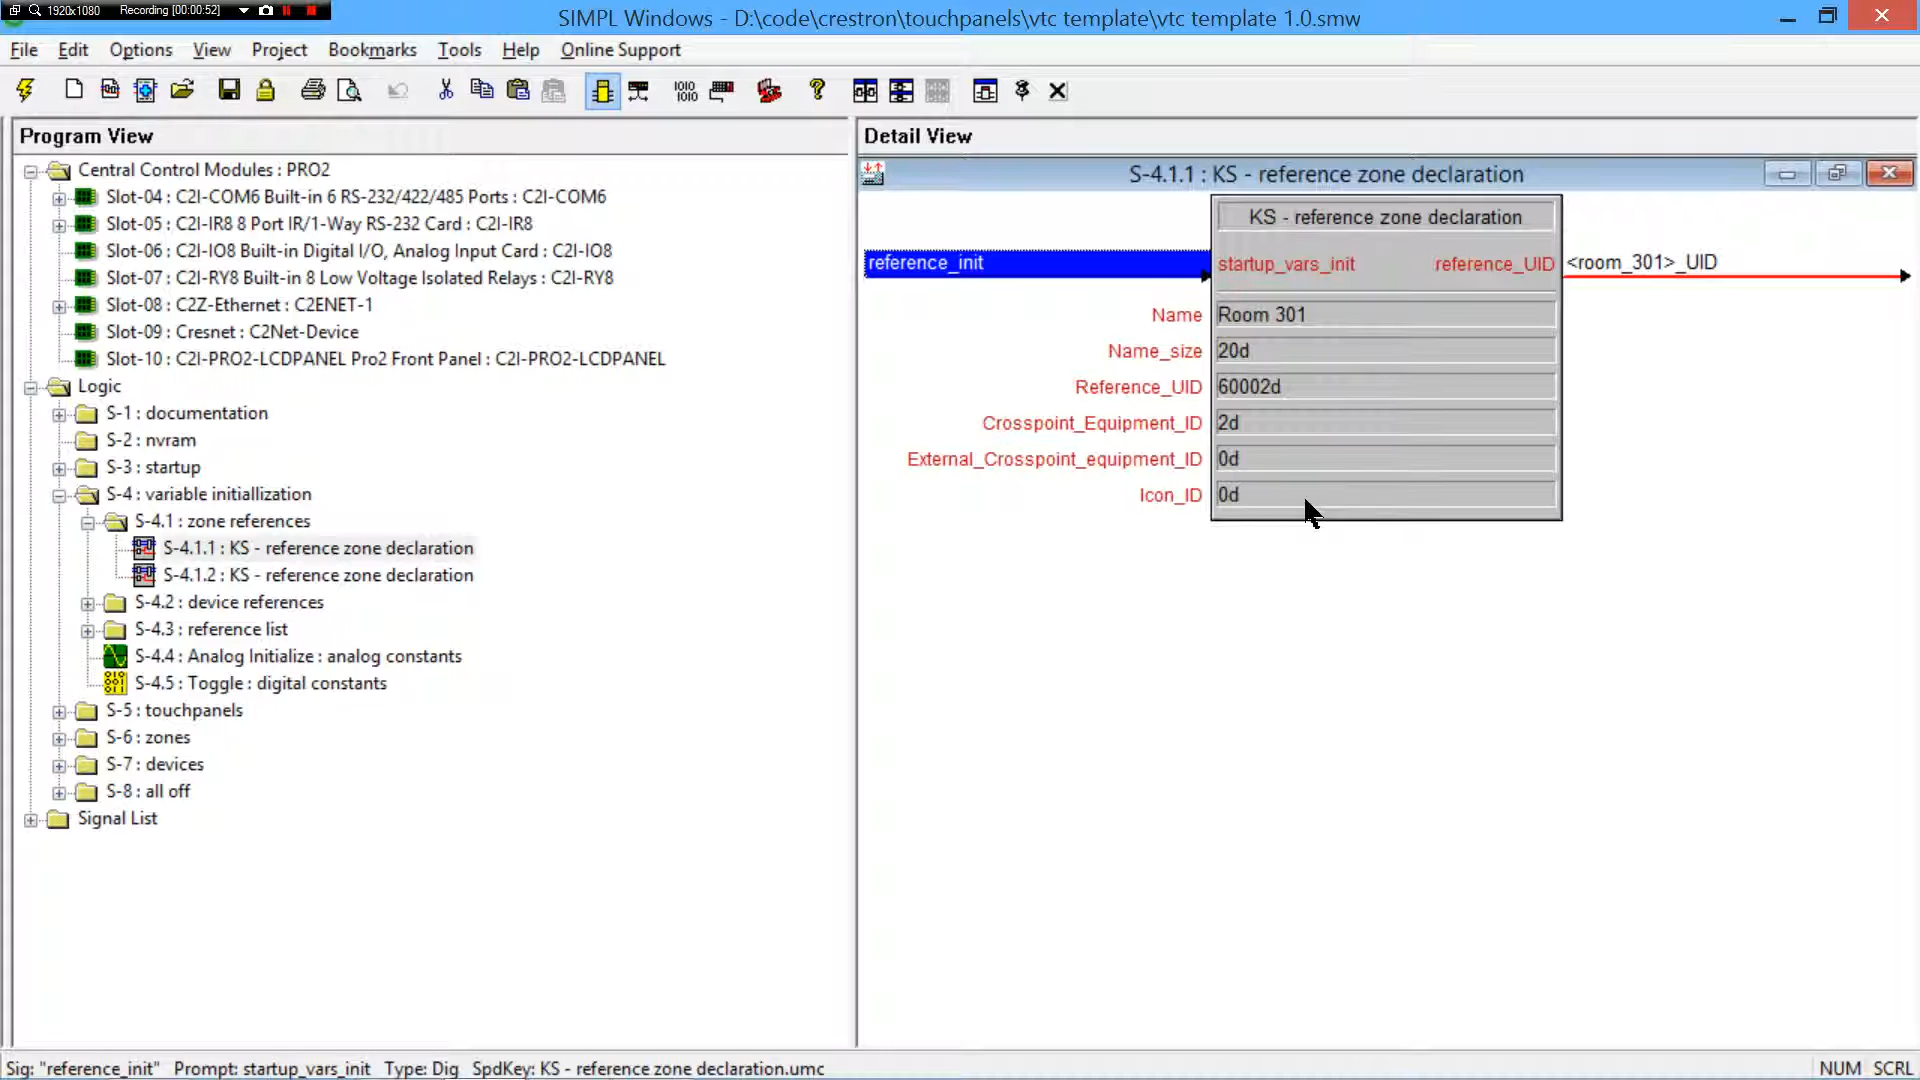 1920x1080 Recording [00:00:52]
SIMPL Windows - D:\code\crestron\touchpanels\vtc template\vtc template 1.0.smw
File Edit Options View Project Bookmarks Tools Help Online Support
Program View
Central Control Modules : PRO2
Slot-04 : C2I-COM6 Built-in 6 RS-232/422/485 Ports : C2I-COM6
Slot-05 : C2I-IR8 8 Port IR/1-Way RS-232 Card : C2I-IR8
Slot-06 : C2I-IO8 Built-in Digital I/O, Analog Input Card : C2I-IO8
Slot-07 : C2I-RY8 Built-in 8 Low Voltage Isolated Relays : C2I-RY8
Slot-08 : C2Z-Ethernet : C2ENET-1
Slot-09 : Cresnet : C2Net-Device
Slot-10 : C2I-PRO2-LCDPANEL Pro2 Front Panel : C2I-PRO2-LCDPANEL
Logic
S-1 : documentation
S-2 : nvram
S-3 : startup
S-4 : variable initiallization
S-4.1 : zone references
S-4.1.1 : KS - reference zone declaration
S-4.1.2 : KS - reference zone declaration
S-4.2 : device references
S-4.3 : reference list
S-4.4 : Analog Initialize : analog constants
S-4.5 : Toggle : digital constants
S-5 : touchpanels
S-6 : zones
S-7 : devices
S-8 : all off
Signal List
Detail View
S-4.1.1 : KS - reference zone declaration
KS - reference zone declaration
reference_init startup_vars_init reference_UID <room_301>_UID
Name Room 301
Name_size 20d
Reference_UID 60002d
Crosspoint_Equipment_ID 2d
External_Crosspoint_equipment_ID 0d
Icon_ID 0d
Sig: "reference_init" Prompt: startup_vars_init Type: Dig SpdKey: KS - reference zone declaration.umc
NUM SCRL